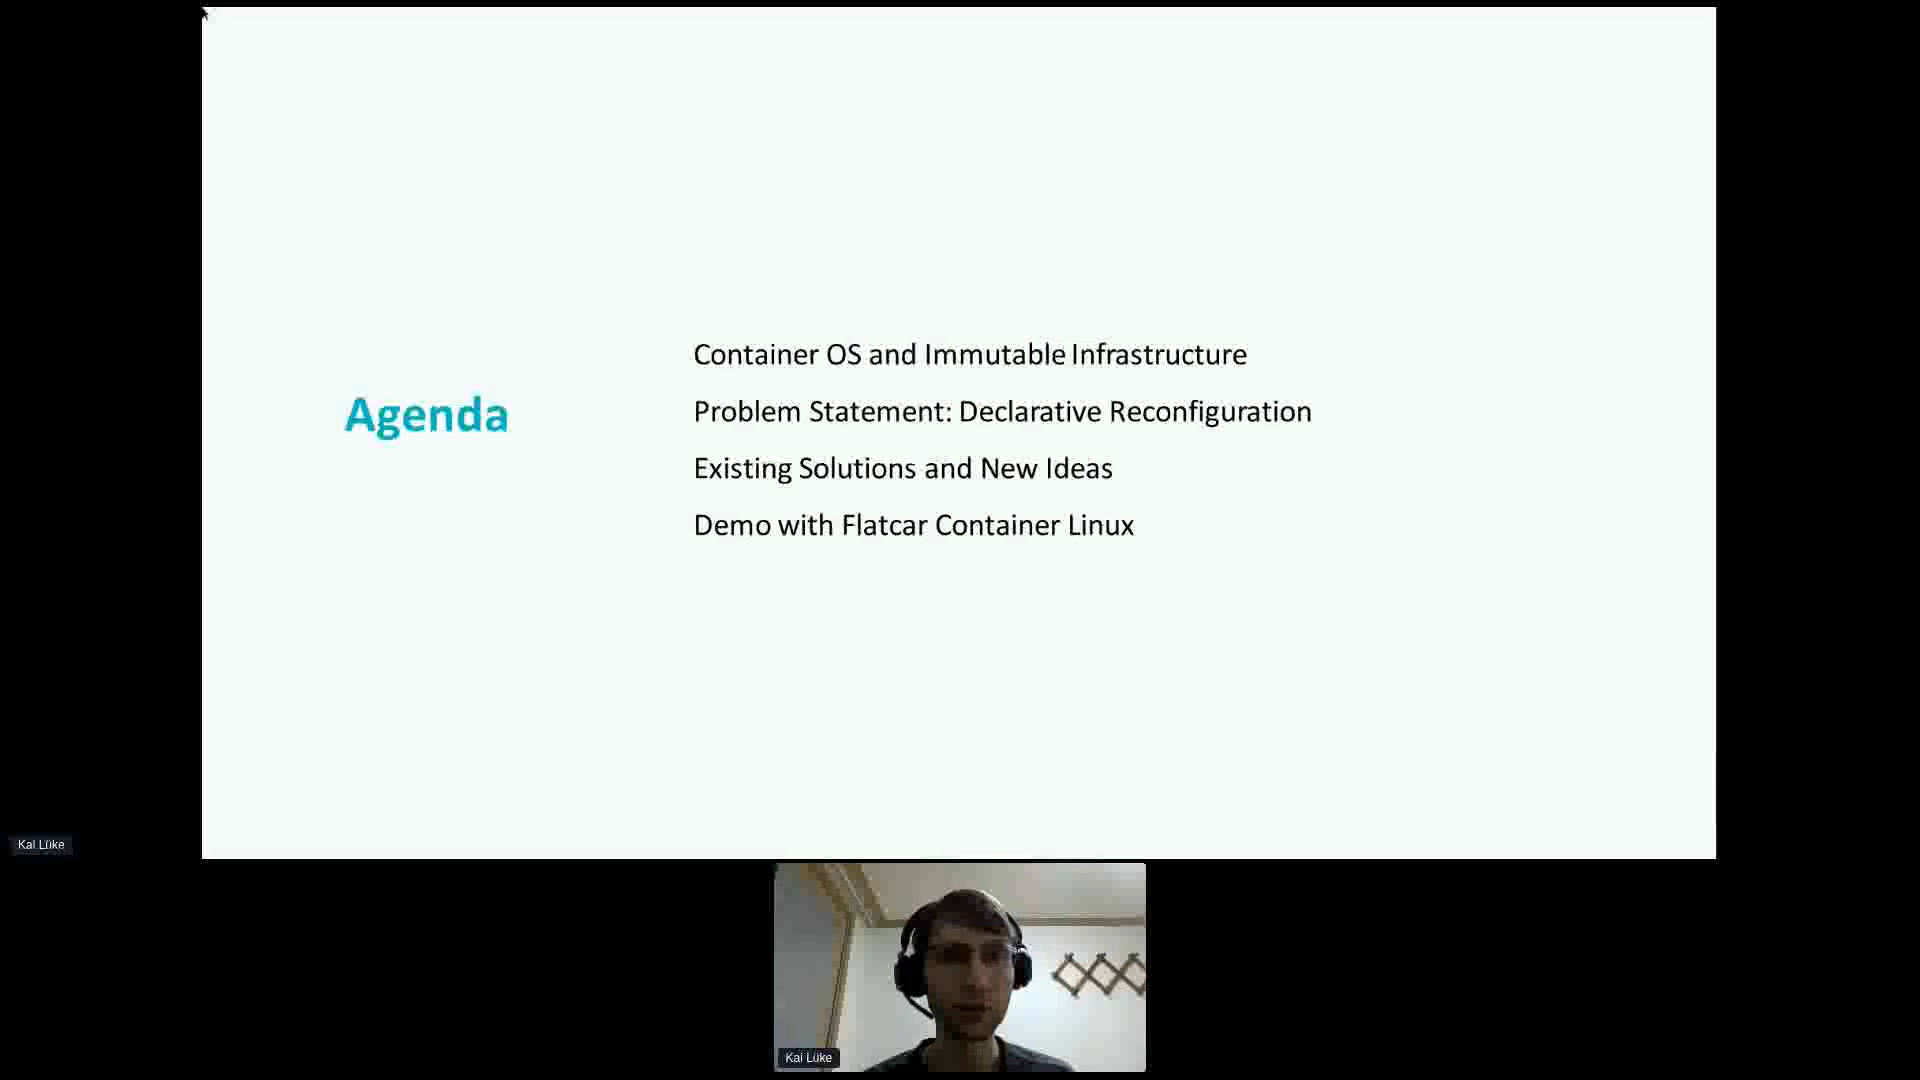 Agenda
Container OS and Immutable Infrastructure
Problem Statement: Declarative Reconfiguration
Existing Solutions and New Ideas
Demo with Flatcar Container Linux
Kai Lüke
Kai Lüke